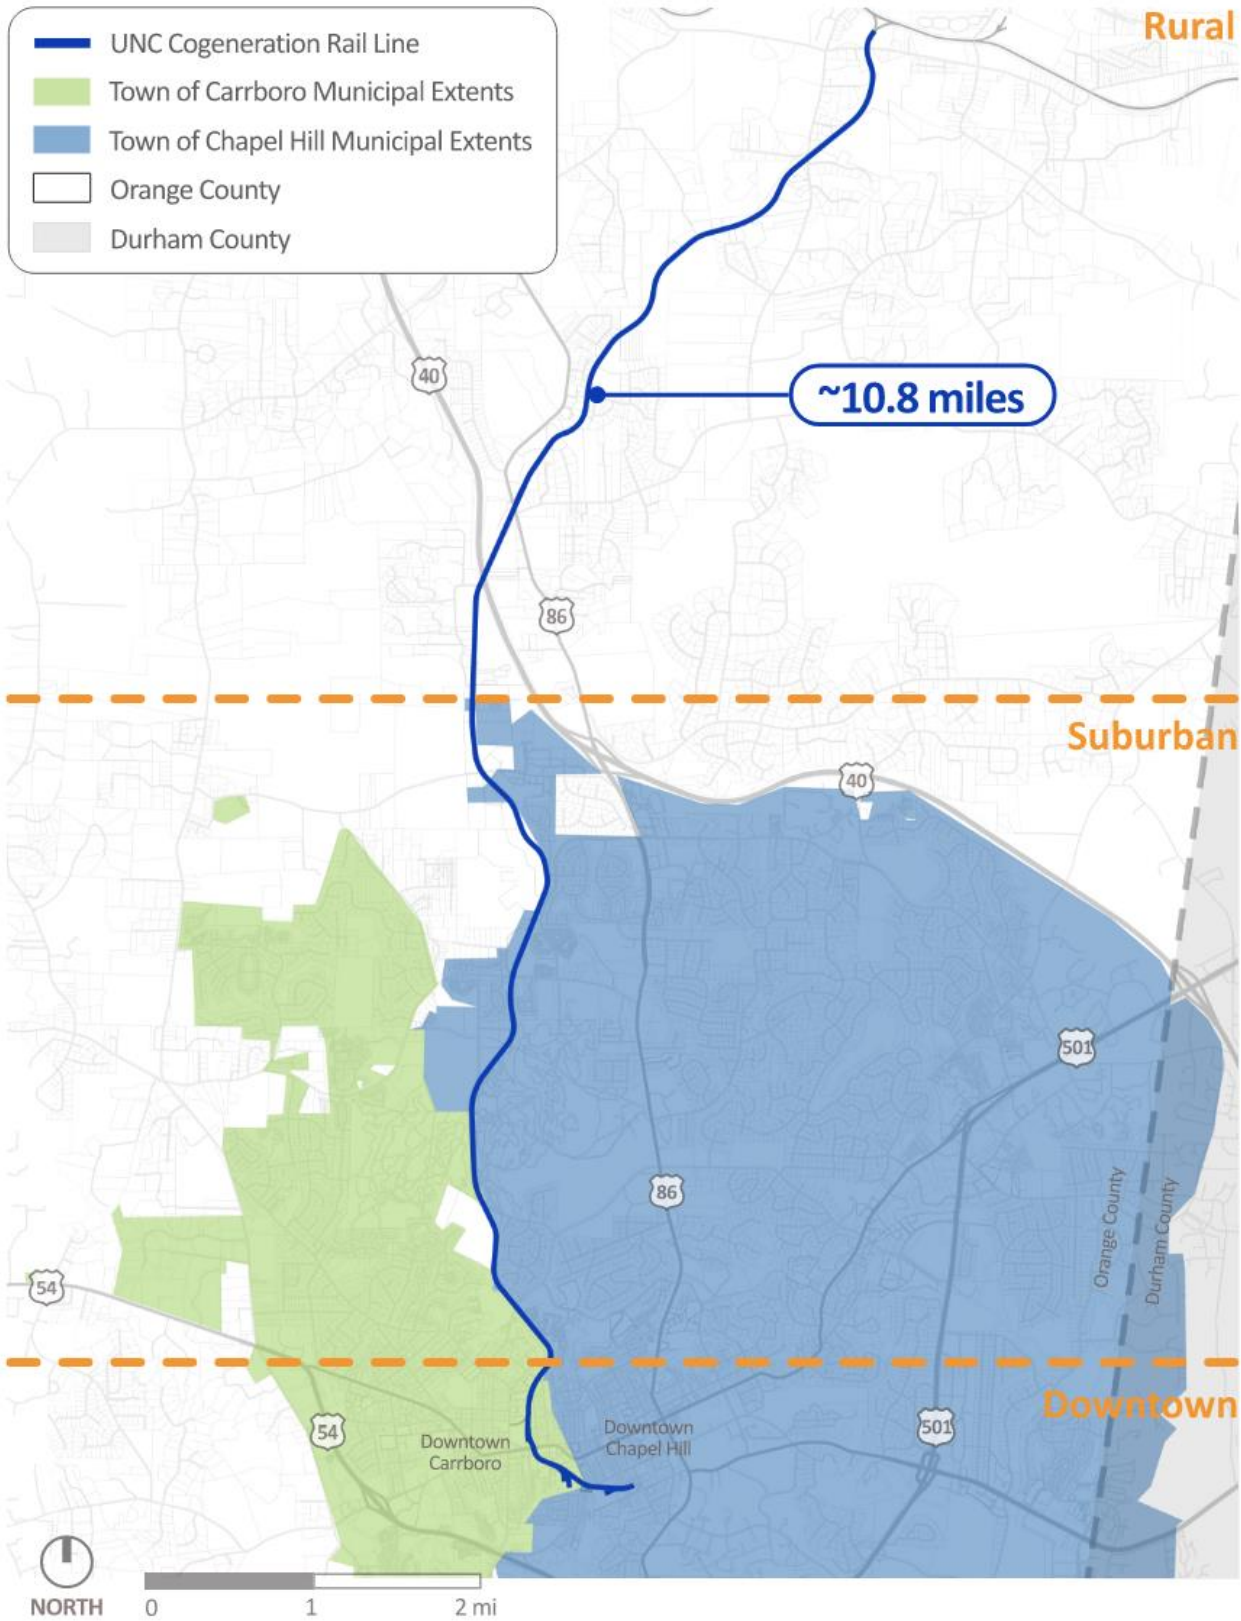 UNC Cogeneration Rail Line
Town of Carrboro Municipal Extents
Town of Chapel Hill Municipal Extents
Orange County
Durham County
Rural
40
~10.8 miles
86
Suburban
40
501
86
Orange County
Durham County
54
Downtown
54
Downtown
Carrboro
Downtown
Chapel Hill
501
NORTH
0
1
2 mi